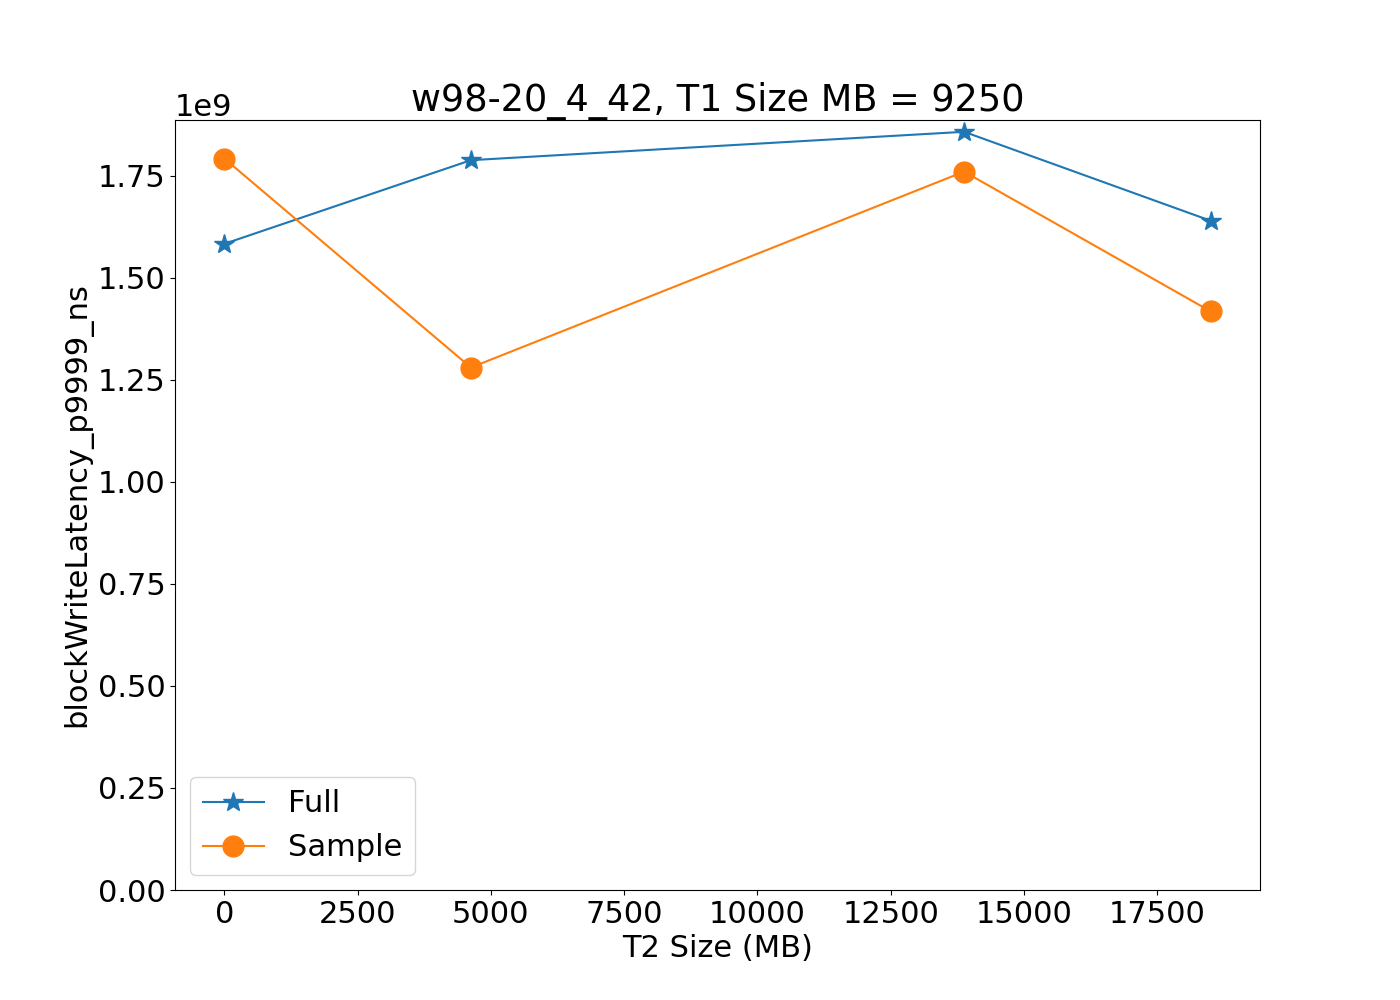 w98-20_4_42, T1 Size MB = 9250
1e9
1.75
1.50
1.25
1.00
0.75
0.50
0.25
0.00
blockWriteLatency_p9999_ns
Full
Sample
0 2500 5000 7500 10000 12500 15000 17500
T2 Size (MB)